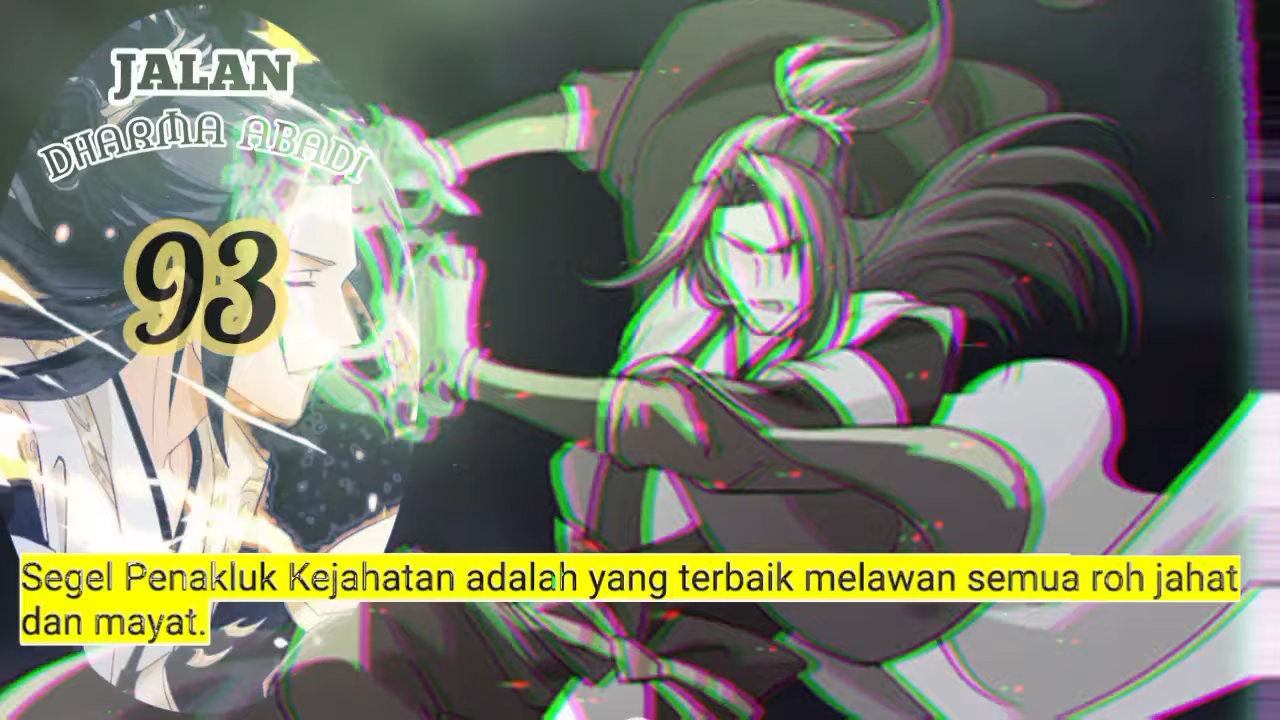 JALAN
DHARMA ABADI
93
Segel Penakluk Kejahatan adalah yang terbaik melawan semua roh jahat
dan mayat.